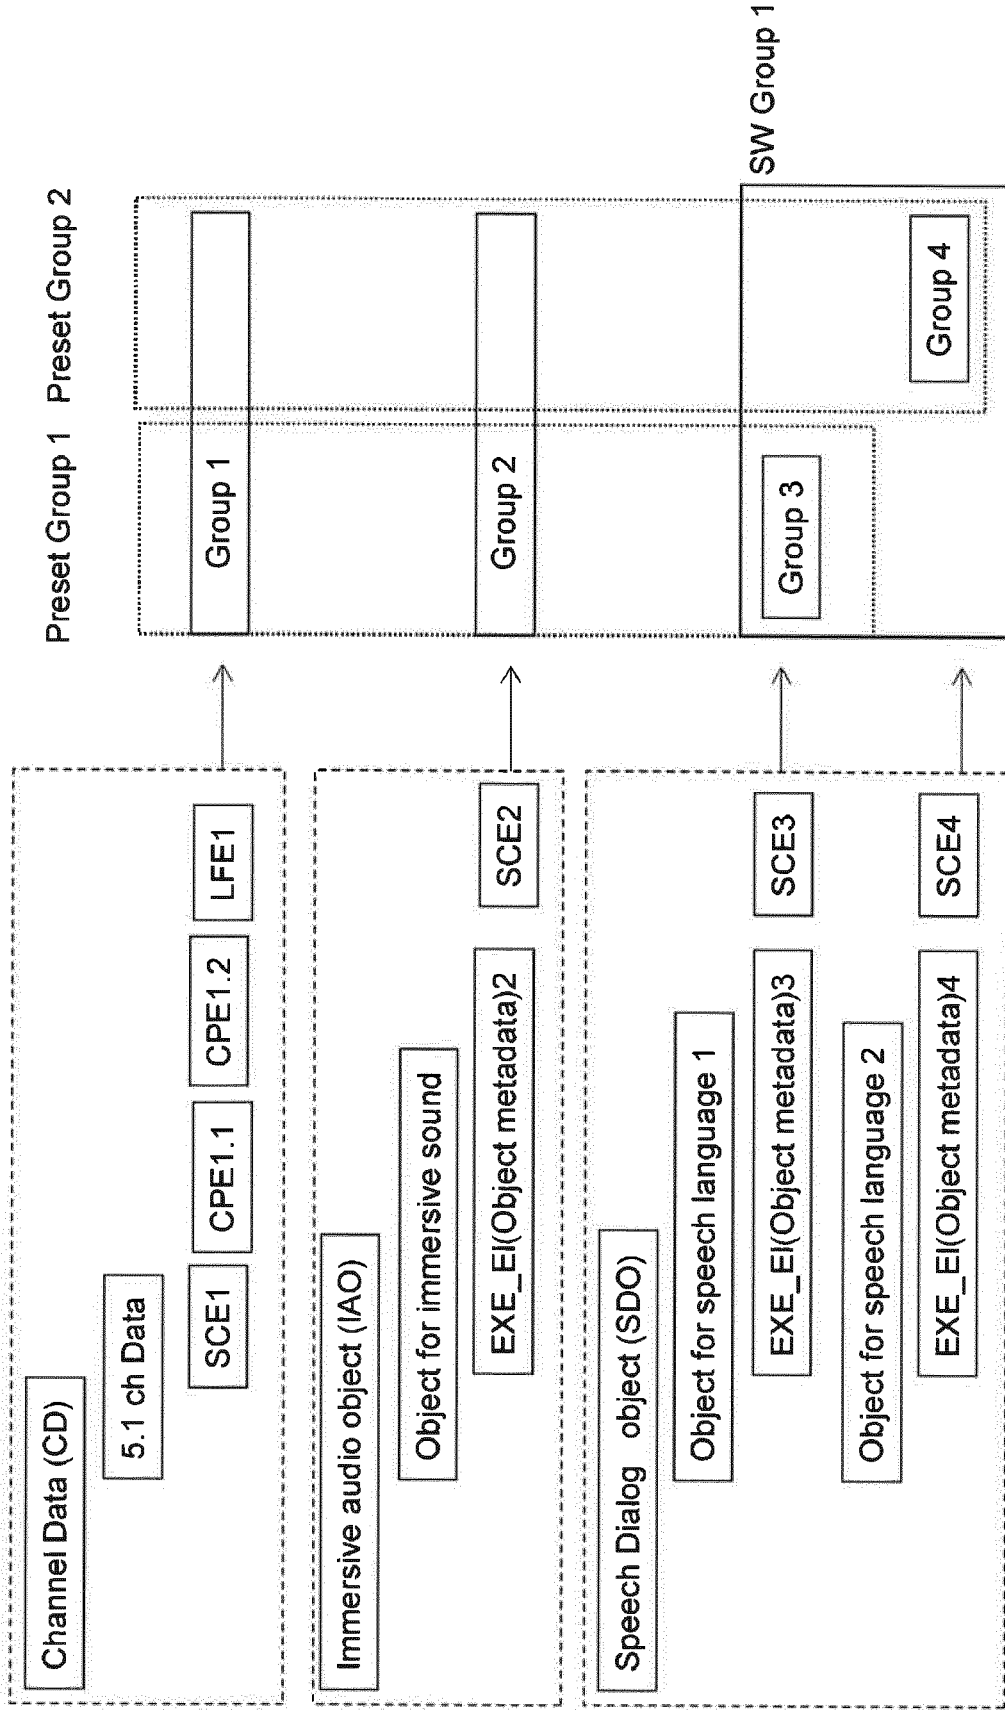 Preset Group 1 Preset Group 2
Channel Data (CD)
5.1 ch Data
SCE1 CPE1.1 CPE1.2 LFE1
Group 1
Immersive audio object (IAO)
Object for immersive sound
EXE_EI(Object metadata)2 SCE2
Group 2
SW Group 1
Speech Dialog object (SDO)
Object for speech language 1
EXE_EI(Object metadata)3 SCE3
Group 3
Object for speech language 2
EXE_EI(Object metadata)4 SCE4
Group 4